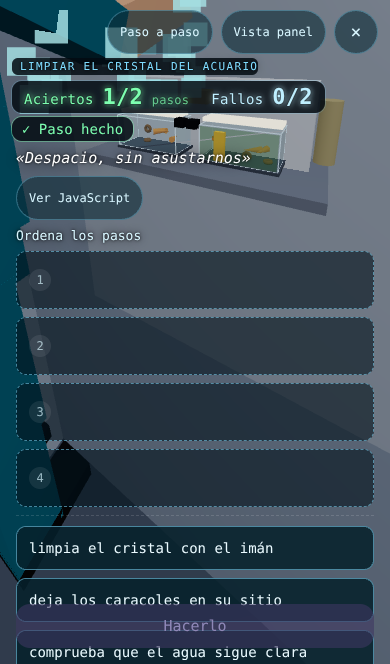 Paso a paso
Vista panel
✕
LIMPIAR EL CRISTAL DEL ACUARIO
Aciertos 1/2 pasos Fallos 0/2
✓ Paso hecho
«Despacio, sin asustarnos»
Ver JavaScript
Ordena los pasos
1
2
3
4
limpia el cristal con el imán
deja los caracoles en su sitio
Hacerlo
comprueba que el agua sigue clara